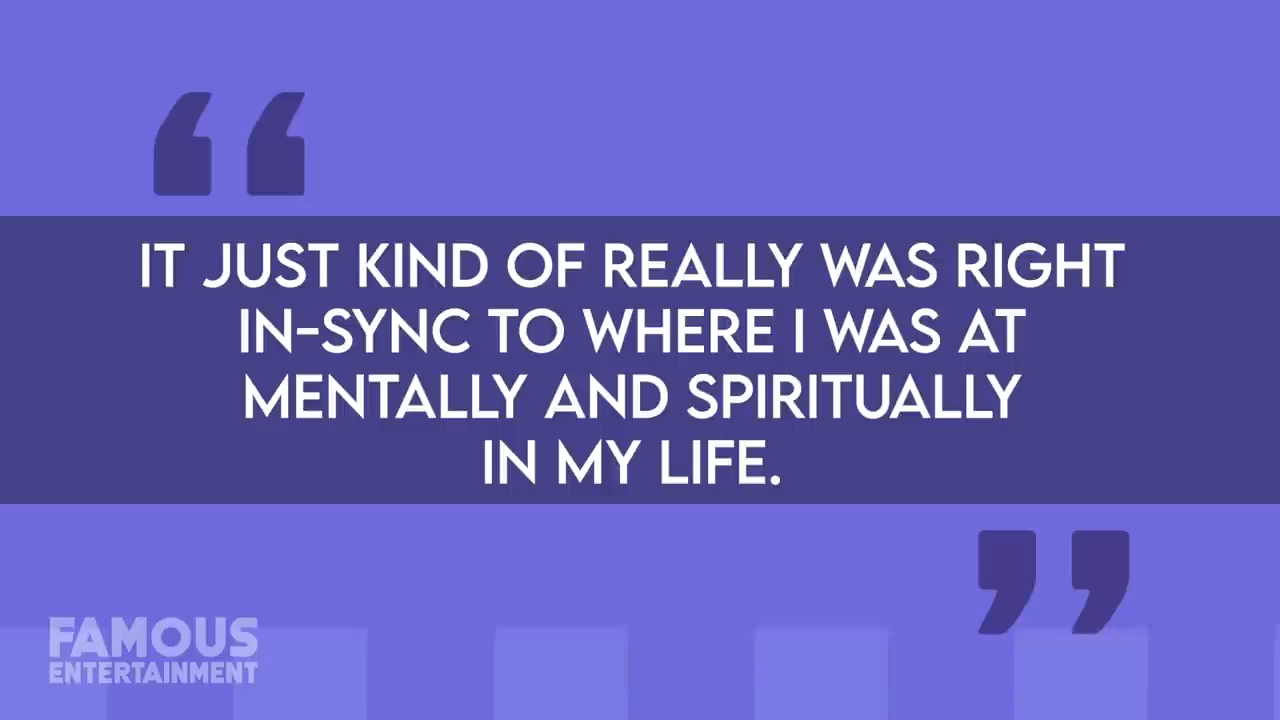 “
IT JUST KIND OF REALLY WAS RIGHT
IN-SYNC TO WHERE I WAS AT
MENTALLY AND SPIRITUALLY
IN MY LIFE.
”
FAMOUS
ENTERTAINMENT